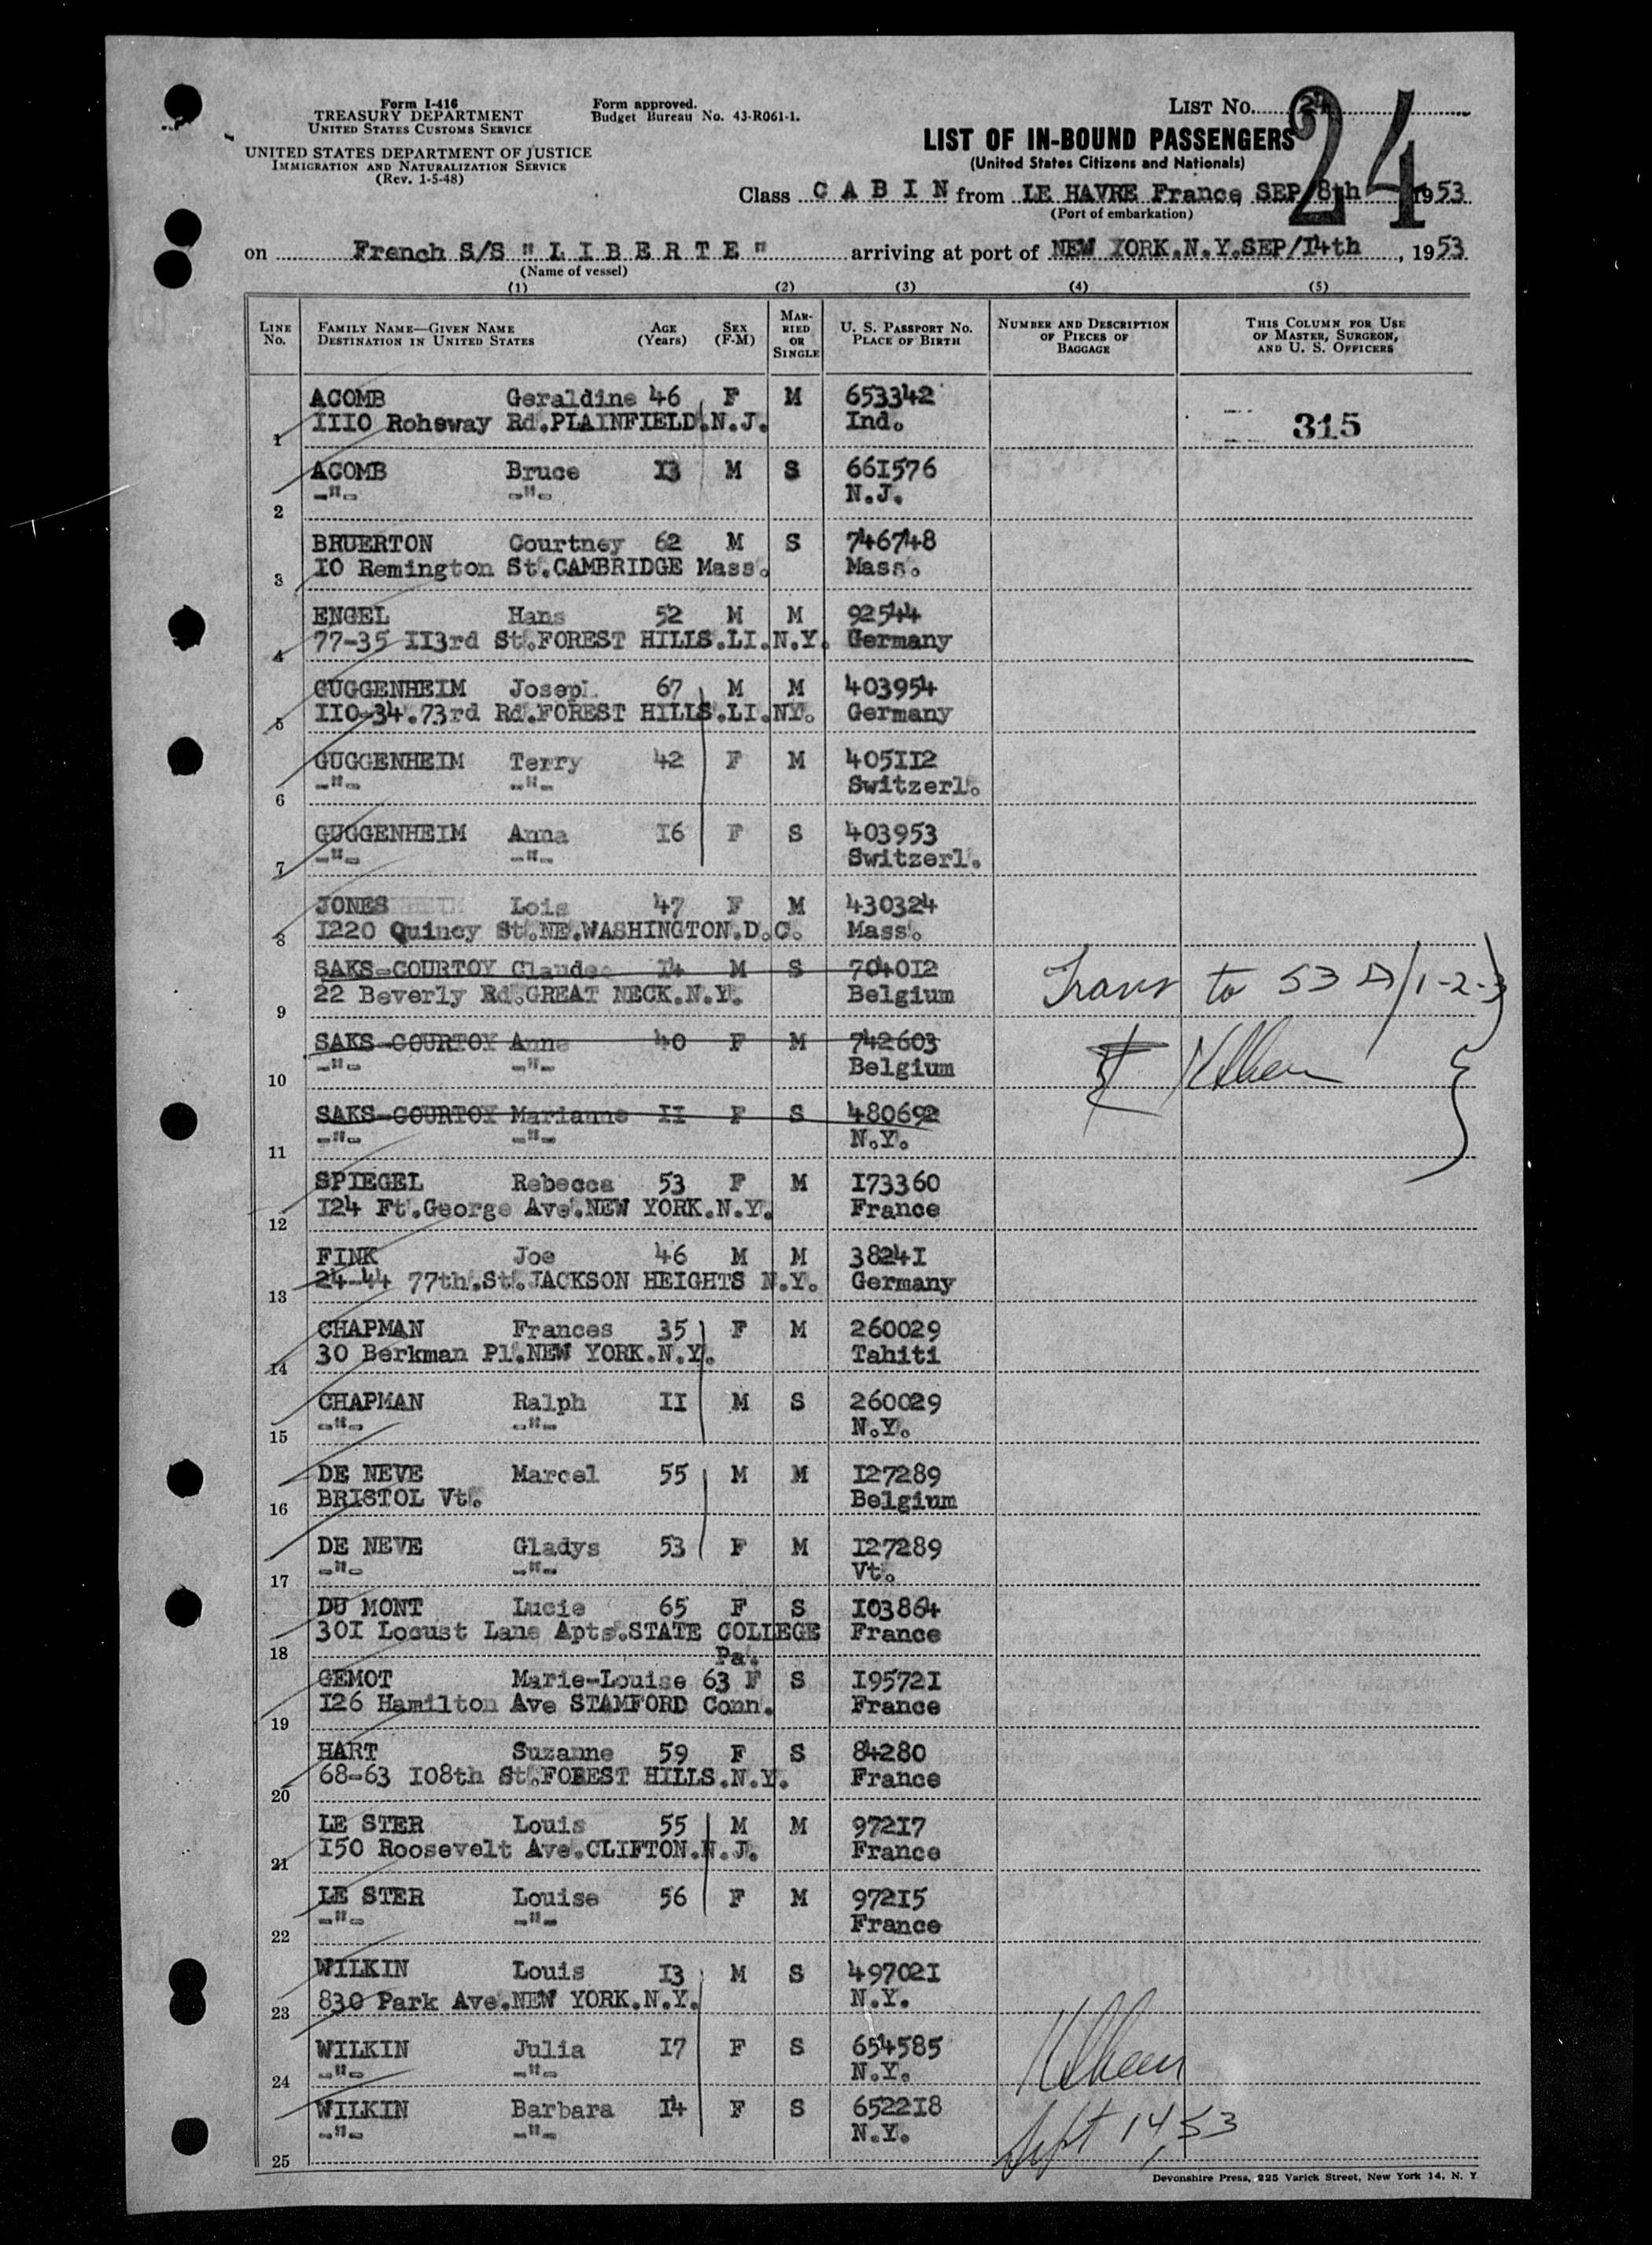 Form I-416
TREASURY DEPARTMENT
UNITED STATES CUSTOMS SERVICE
UNITED STATES DEPARTMENT OF JUSTICE
IMMIGRATION AND NATURALIZATION SERVICE
(Rev. 1-5-48)
Form approved.
Budget Bureau No. 43-R061-1.
LIST No. 24
24
LIST OF IN-BOUND PASSENGERS
(United States Citizens and Nationals)
Class C A B I N from LE HAVRE France, SEP/8th 1953
(Port of embarkation)
on French S/S "L I B E R T E" arriving at port of NEW YORK.N.Y.SEP/14th, 1953
(Name of vessel)
(1) (2) (3) (4) (5)
LINE No. FAMILY NAME—GIVEN NAME DESTINATION IN UNITED STATES AGE (Years) SEX (F-M) MARRIED OR SINGLE U. S. PASSPORT No. PLACE OF BIRTH NUMBER AND DESCRIPTION OF PIECES OF BAGGAGE THIS COLUMN FOR USE OF MASTER, SURGEON, AND U. S. OFFICERS
ACOMB Geraldine 46 F M 653342
1 1110 Roheway Rd.PLAINFIELD.N.J. Ind. 315
ACOMB Bruce 13 M S 661576
-"- -"- N.J.
2
BRUERTON Courtney 62 M S 746748
3 10 Remington St.CAMBRIDGE Mass. Mass.
ENGEL Hans 52 M M 92544
4 77-35 113rd St.FOREST HILLS.LI.N.Y. Germany
GUGGENHEIM Joseph 67 M M 403954
5 110-34.73rd Rd.FOREST HILLS.LI.NY. Germany
GUGGENHEIM Terry 42 F M 405112
-"- -"- Switzerl.
6
GUGGENHEIM Anna 16 F S 403953
7 -"- -"- Switzerl.
JONES Lois 47 F M 430324
8 1220 Quincy St.NE.WASHINGTON.D.C. Mass.
SAKS-COURTOY Claude 14 M S 704012
22 Beverly Rd.GREAT NECK.N.Y. Belgium Trans to 53 D/1-2-3
9
SAKS-COURTOY Anne 40 F M 742603
-"- -"- Belgium
10
SAKS-COURTOY Marianne 11 F S 480692
-"- -"- N.Y.
11
SPIEGEL Rebecca 53 F M 173360
12 124 Ft.George Ave.NEW YORK.N.Y. France
FINK Joe 46 M M 38241
13 24-44 77th.St.JACKSON HEIGHTS N.Y. Germany
CHAPMAN Frances 35 F M 260029
14 30 Berkman Pl.NEW YORK.N.Y. Tahiti
CHAPMAN Ralph 11 M S 260029
15 -"- -"- N.Y.
DE NEVE Marcel 55 M M 127289
16 BRISTOL Vt. Belgium
DE NEVE Gladys 53 F M 127289
17 -"- -"- Vt.
DU MONT Lucie 65 F S 103864
18 301 Locust Lane Apts.STATE COLLEGE France
Pa.
GEMOT Marie-Louise 63 F S 195721
19 126 Hamilton Ave STAMFORD Conn. France
HART Suzanne 59 F S 84280
20 68-63 108th St.FOREST HILLS.N.Y. France
LE STER Louis 55 M M 97217
21 150 Roosevelt Ave.CLIFTON.N.J. France
LE STER Louise 56 F M 97215
22 -"- -"- France
WILKIN Louis 13 M S 497021
23 830 Park Ave.NEW YORK.N.Y. N.Y.
WILKIN Julia 17 F S 654585
24 -"- -"- N.Y.
WILKIN Barbara 14 F S 652218
-"- -"- N.Y. Sept 14, 53
25
Devonshire Press, 225 Varick Street, New York 14, N. Y.